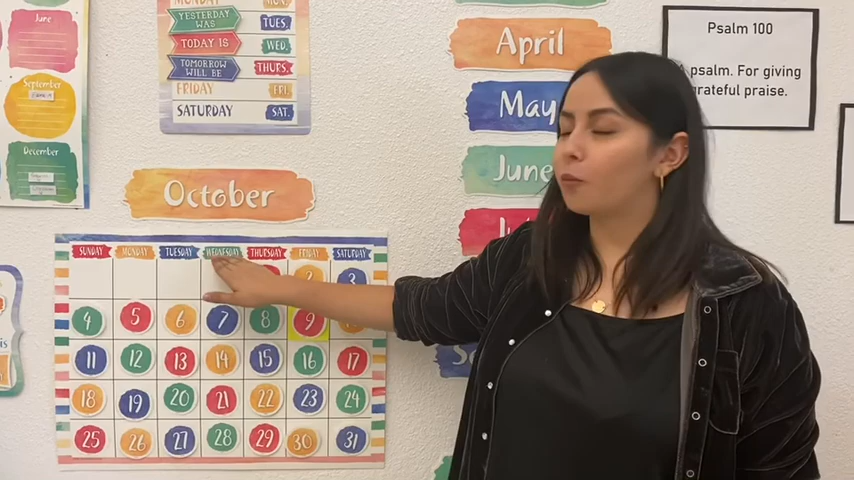 June
September
December
MONDAY
MON.
YESTERDAY WAS
TUES.
TODAY IS
WED.
TOMORROW WILL BE
THURS.
FRIDAY
FRI.
SATURDAY
SAT.
October
SUNDAY MONDAY TUESDAY WEDNESDAY THURSDAY FRIDAY SATURDAY
2 3
4 5 6 7 8 9
11 12 13 14 15 16 17
18 19 20 21 22 23 24
25 26 27 28 29 30 31
April
May
June
Psalm 100
psalm. For giving
grateful praise.